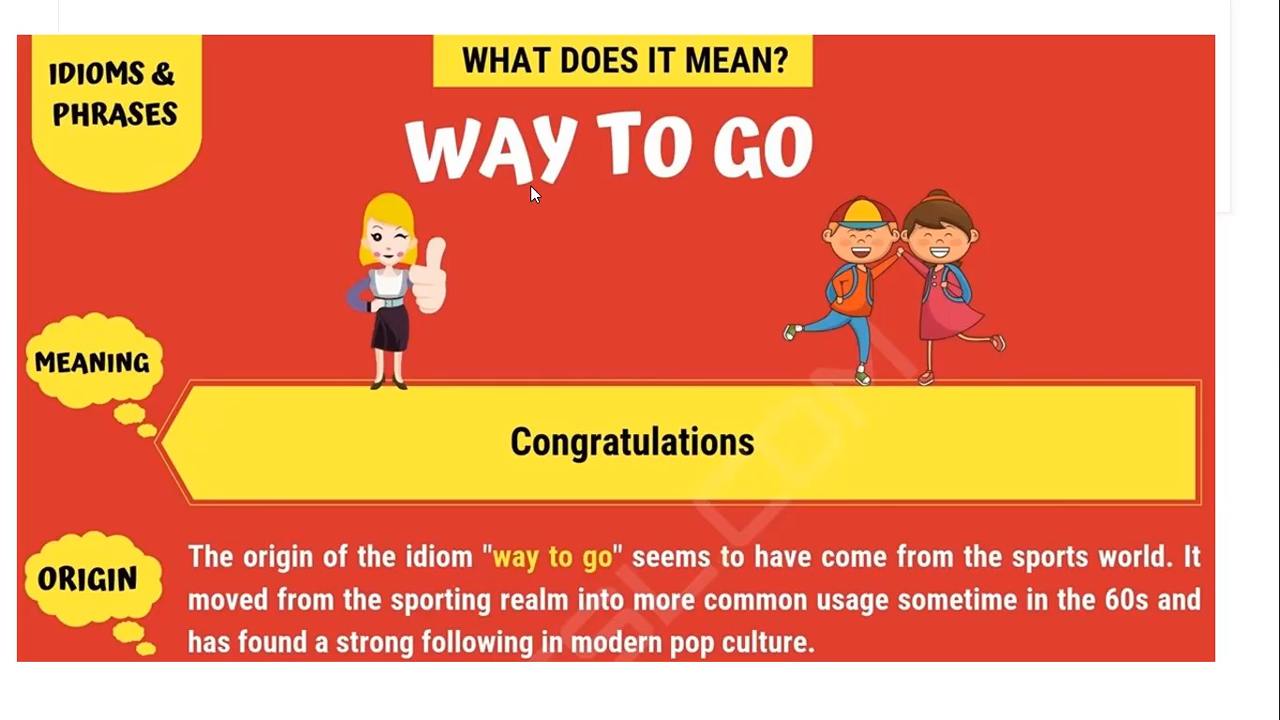 IDIOMS &
PHRASES
WHAT DOES IT MEAN?
WAY TO GO
MEANING
Congratulations
ORIGIN
The origin of the idiom "way to go" seems to have come from the sports world. It
moved from the sporting realm into more common usage sometime in the 60s and
has found a strong following in modern pop culture.